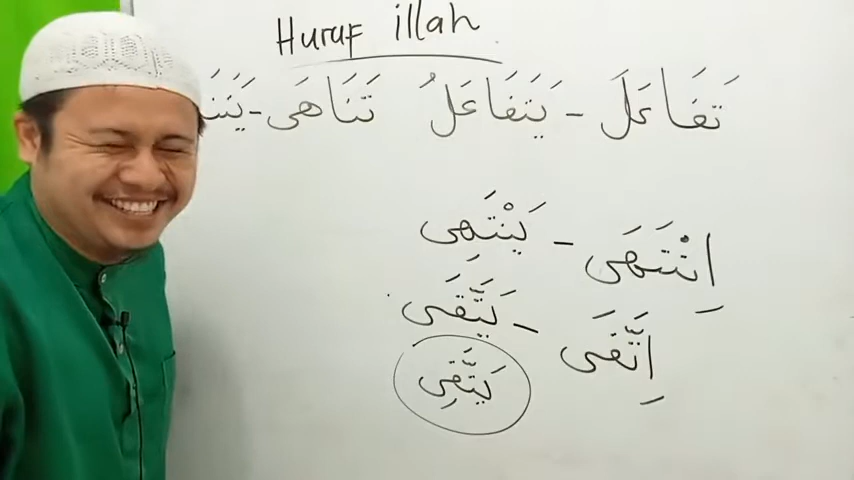 Huruf illah
تَفَاعَلَ - يَتَفَاعَلُ تَنَاهَى -
اِنْتَهَى - يَنْتَهِي
اِتَّقَى - يَتَّقَى
يَتَّقِي